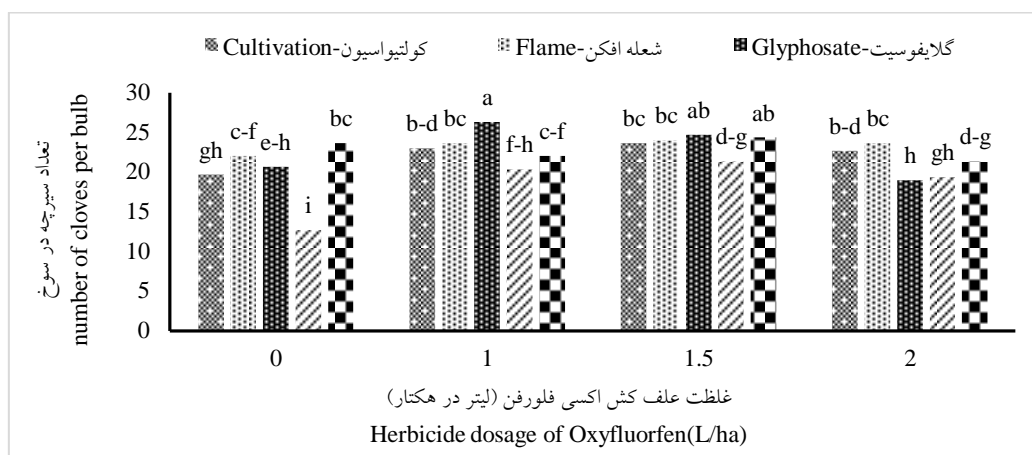 Cultivation-کولتیواسیون Flame-شعله افکن Glyphosate-گلایفوسیت
تعداد سیرچه در سوخ
number of cloves per bulb
30
25
20
15
10
5
0
gh c-f e-h i bc
b-d bc a f-h c-f
bc bc ab d-g ab
b-d bc h gh d-g
0 1 1.5 2
غلظت علف کش اکسی فلورفن (لیتر در هکتار)
Herbicide dosage of Oxyfluorfen(L/ha)